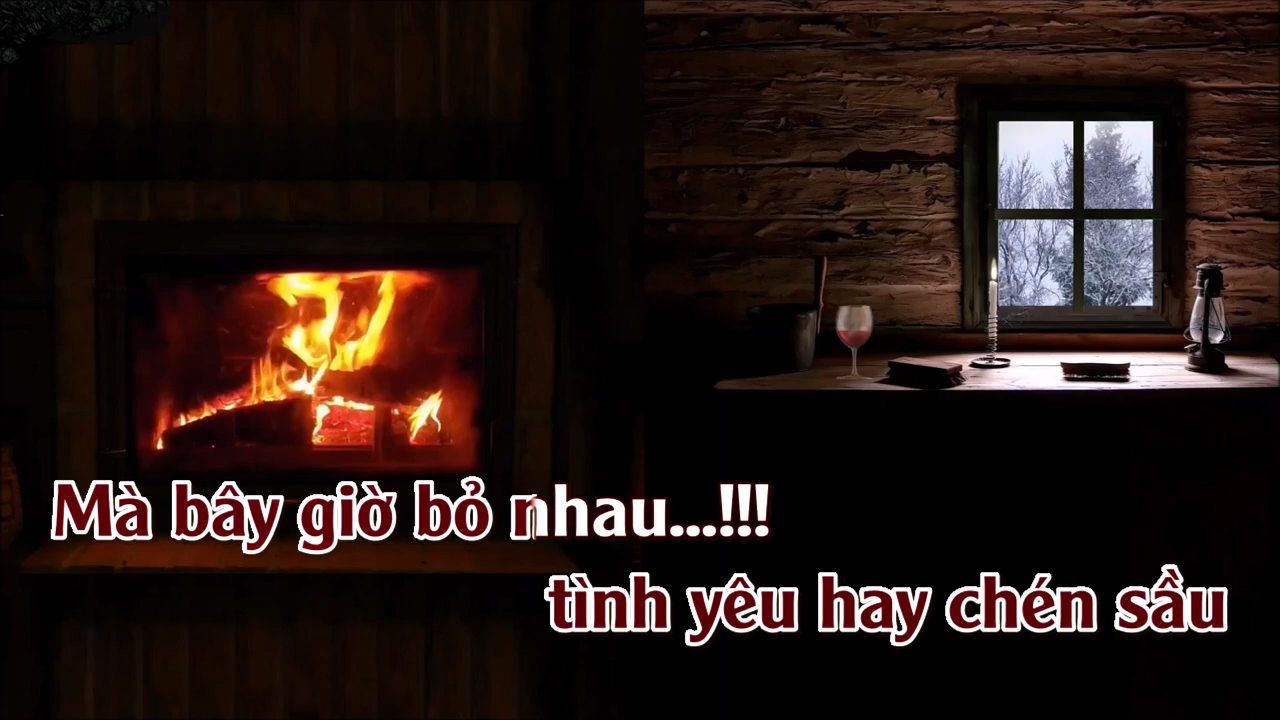 Mà bây giờ bỏ nhau...!!!
tình yêu hay chén sầu